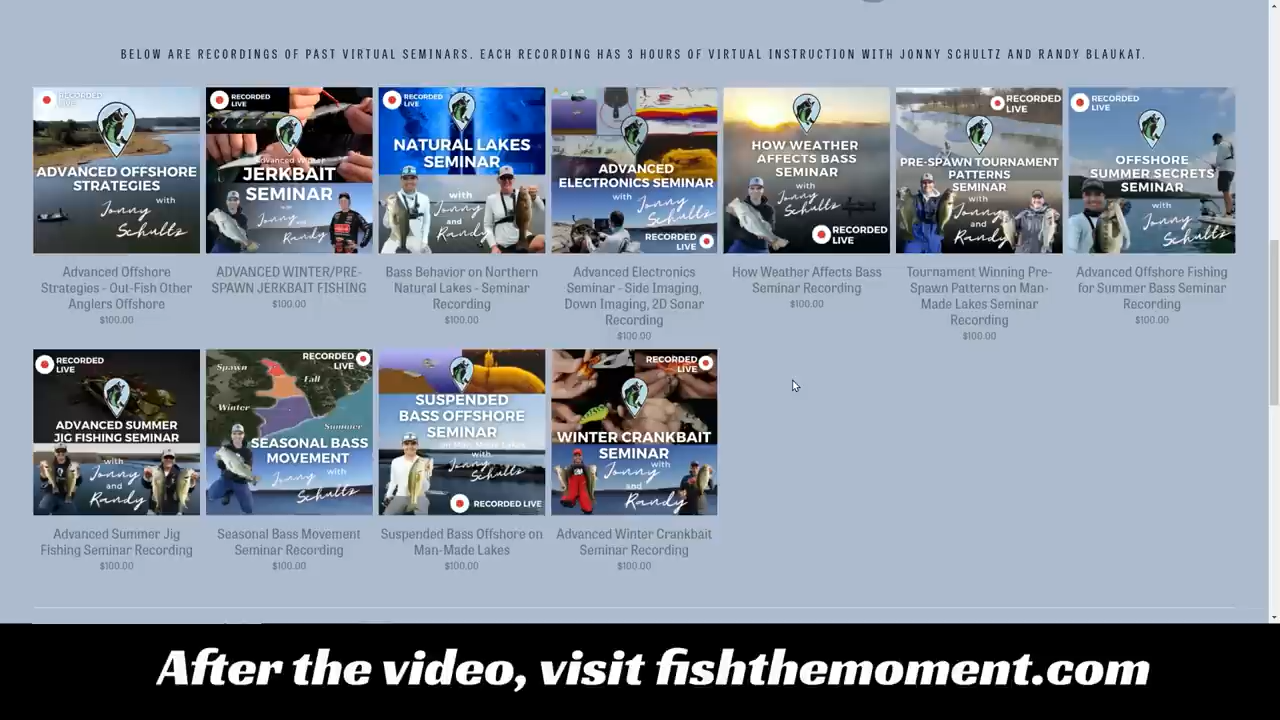 BELOW ARE RECORDINGS OF PAST VIRTUAL SEMINARS. EACH RECORDING HAS 3 HOURS OF VIRTUAL INSTRUCTION WITH JONNY SCHULTZ AND RANDY BLAUKAT.
RECORDED
LIVE
ADVANCED OFFSHORE
STRATEGIES
with
Jonny
Schultz
Advanced Offshore
Strategies - Out-Fish Other
Anglers Offshore
$100.00
RECORDED
LIVE
Advanced Winter
JERKBAIT
SEMINAR
Jonny
Randy
ADVANCED WINTER/PRE-
SPAWN JERKBAIT FISHING
$100.00
RECORDED
LIVE
NATURAL LAKES
SEMINAR
with
Jonny
and
Randy
Bass Behavior on Northern
Natural Lakes - Seminar
Recording
$100.00
ADVANCED
ELECTRONICS SEMINAR
with
Jonny
Schultz
RECORDED
LIVE
Advanced Electronics
Seminar - Side Imaging,
Down Imaging, 2D Sonar
Recording
$100.00
HOW WEATHER
AFFECTS BASS
SEMINAR
with
Jonny
Schultz
RECORDED
LIVE
How Weather Affects Bass
Seminar Recording
$100.00
RECORDED
LIVE
PRE-SPAWN TOURNAMENT
PATTERNS
SEMINAR
with
Jonny
and
Randy
Tournament Winning Pre-
Spawn Patterns on Man-
Made Lakes Seminar
Recording
$100.00
RECORDED
LIVE
OFFSHORE
SUMMER SECRETS
SEMINAR
with
Jonny
Schultz
Advanced Offshore Fishing
for Summer Bass Seminar
Recording
$100.00
RECORDED
LIVE
ADVANCED SUMMER
JIG FISHING SEMINAR
with
Jonny
and
Randy
Advanced Summer Jig
Fishing Seminar Recording
$100.00
RECORDED
LIVE
Spawn
Fall
Winter
Summer
SEASONAL BASS
MOVEMENT
with
Jonny
Schultz
Seasonal Bass Movement
Seminar Recording
$100.00
SUSPENDED
BASS OFFSHORE
SEMINAR
on Man-Made Lakes
with
Jonny
Schultz
RECORDED LIVE
Suspended Bass Offshore on
Man-Made Lakes
$100.00
RECORDED
LIVE
WINTER CRANKBAIT
SEMINAR
with
Jonny
and
Randy
Advanced Winter Crankbait
Seminar Recording
$100.00
After the video, visit fishthemoment.com